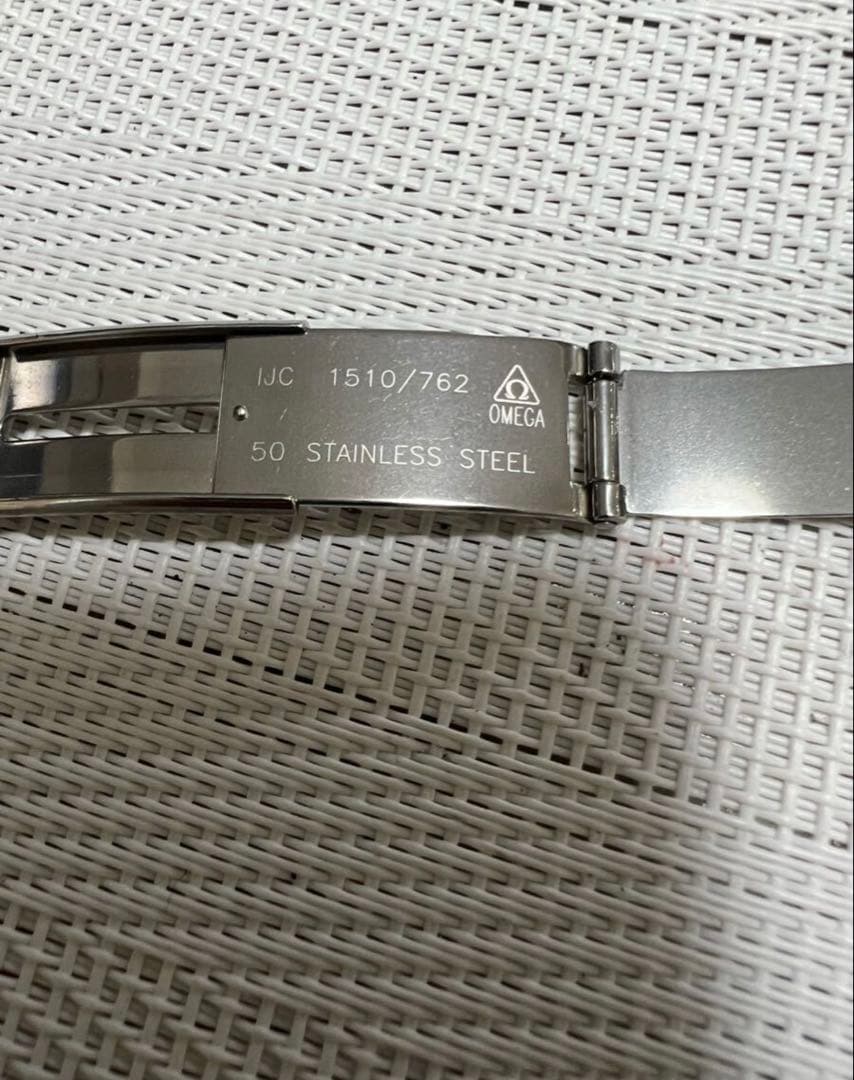 IJC 1510/762 Ω
OMEGA
50 STAINLESS STEEL